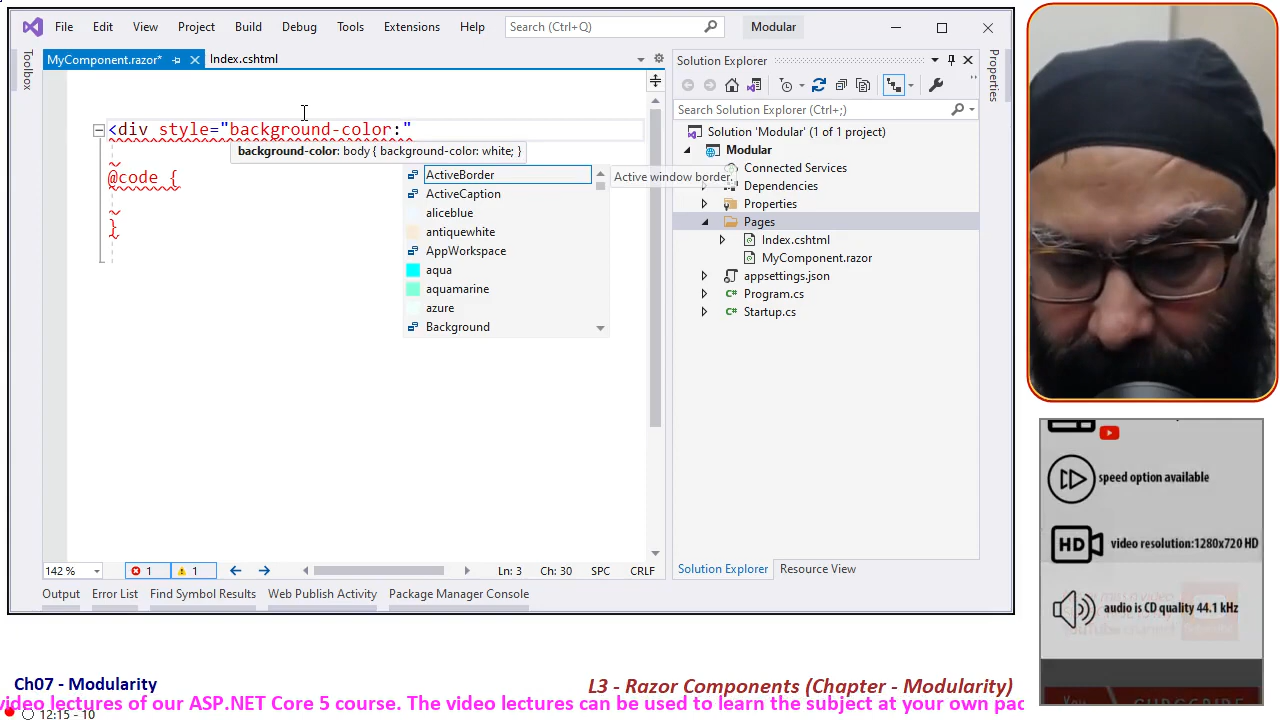 File Edit View Project Build Debug Tools Extensions Help Search (Ctrl+Q) Modular
Toolbox
MyComponent.razor* Index.cshtml
<div style="background-color:"
background-color: body { background-color: white; }
@code {
}
ActiveBorder
Active window border.
ActiveCaption
aliceblue
antiquewhite
AppWorkspace
aqua
aquamarine
azure
Background
142 % 1 1 Ln: 3 Ch: 30 SPC CRLF
Output Error List Find Symbol Results Web Publish Activity Package Manager Console
Solution Explorer
Search Solution Explorer (Ctrl+;)
Solution 'Modular' (1 of 1 project)
Modular
Connected Services
Dependencies
Properties
Pages
Index.cshtml
MyComponent.razor
appsettings.json
C# Program.cs
C# Startup.cs
Solution Explorer Resource View
Properties
speed option available
HD video resolution:1280x720 HD
audio is CD quality 44.1 kHz
Ch07 - Modularity
L3 - Razor Components (Chapter - Modularity)
video lectures of our ASP.NET Core 5 course. The video lectures can be used to learn the subject at your own pac
12:15 - 10